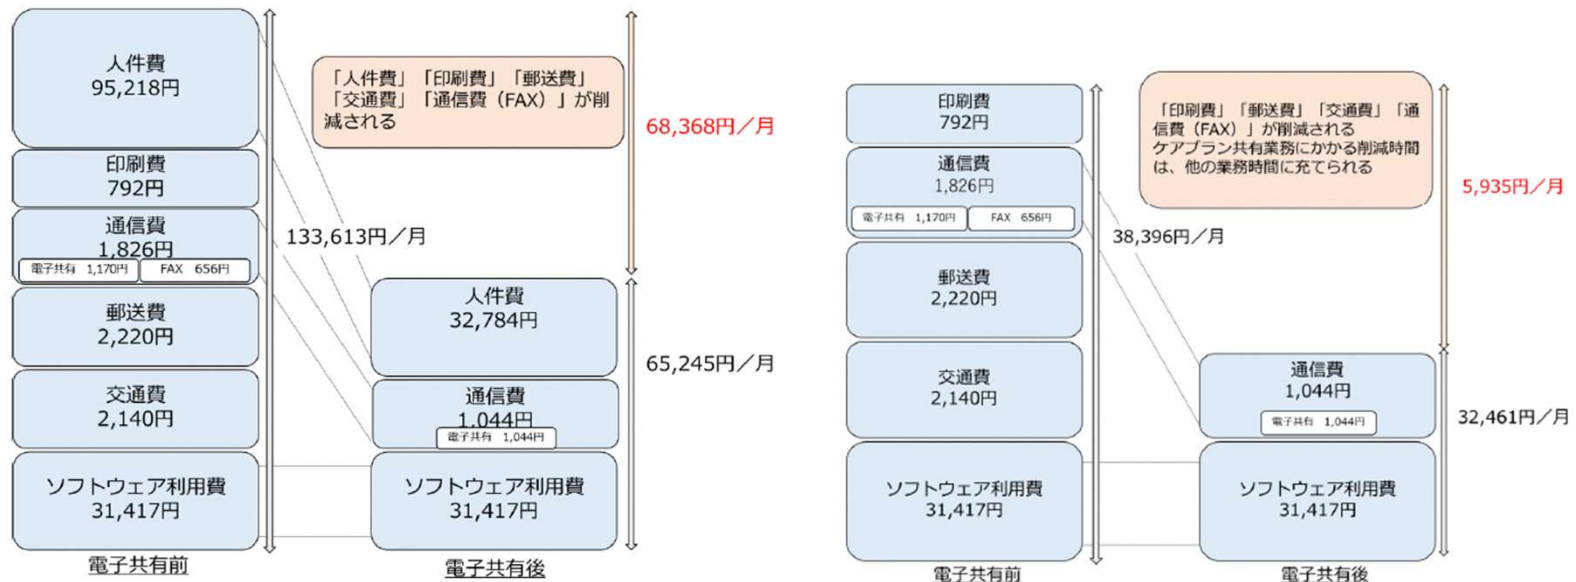 人件費
95,218円
印刷費
792円
通信費
1,826円
電子共有 1,170円
FAX 656円
郵送費
2,220円
交通費
2,140円
ソフトウェア利用費
31,417円
電子共有前
133,613円／月
「人件費」「印刷費」「郵送費」
「交通費」「通信費（FAX）」が削
減される
68,368円／月
人件費
32,784円
通信費
1,044円
電子共有 1,044円
ソフトウェア利用費
31,417円
電子共有後
65,245円／月
印刷費
792円
通信費
1,826円
電子共有 1,170円
FAX 656円
郵送費
2,220円
交通費
2,140円
ソフトウェア利用費
31,417円
電子共有前
38,396円／月
「印刷費」「郵送費」「交通費」「通
信費（FAX）」が削減される
ケアプラン共有業務にかかる削減時間
は、他の業務時間に充てられる
5,935円／月
通信費
1,044円
電子共有 1,044円
ソフトウェア利用費
31,417円
電子共有後
32,461円／月